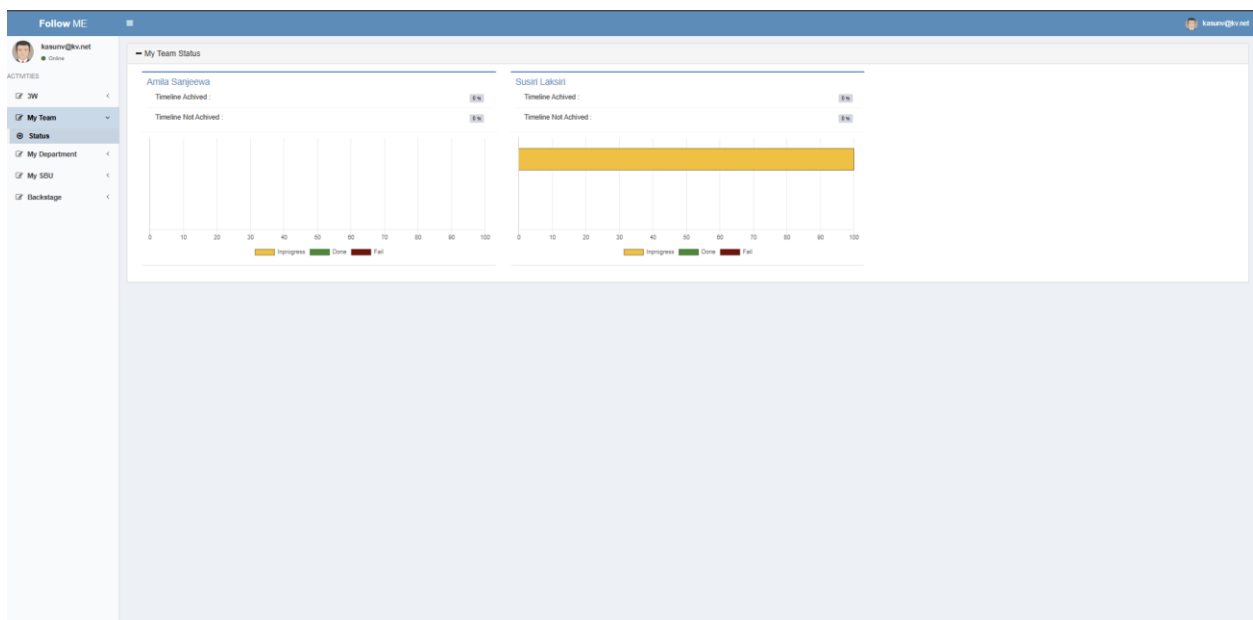 Follow ME
kasunv@kv.net
kasunv@kv.net
Online
ACTIVITIES
3W
My Team
Status
My Department
My SBU
Backstage
My Team Status
Amila Sanjeewa
Timeline Achived :
0 %
Timeline Not Achived :
0 %
0 10 20 30 40 50 60 70 80 90 100
Inprogress Done Fail
Susiri Laksiri
Timeline Achived :
0 %
Timeline Not Achived :
0 %
0 10 20 30 40 50 60 70 80 90 100
Inprogress Done Fail